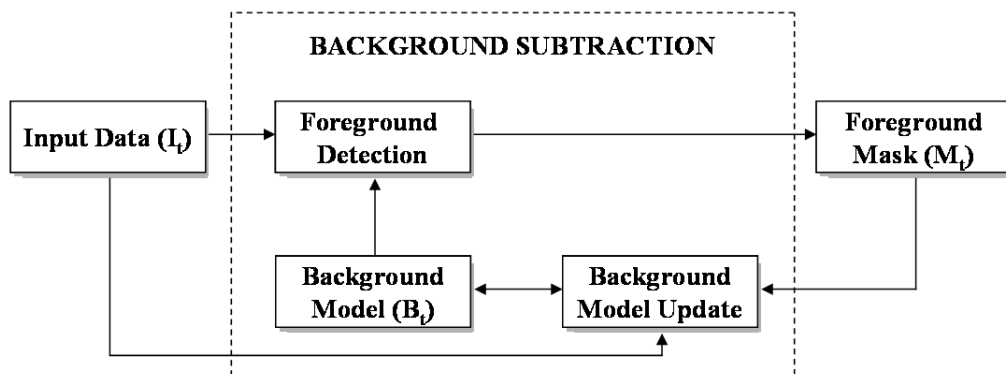 BACKGROUND SUBTRACTION
Input Data (Iₜ)
Foreground
Detection
Foreground
Mask (Mₜ)
Background
Model (Bₜ)
Background
Model Update